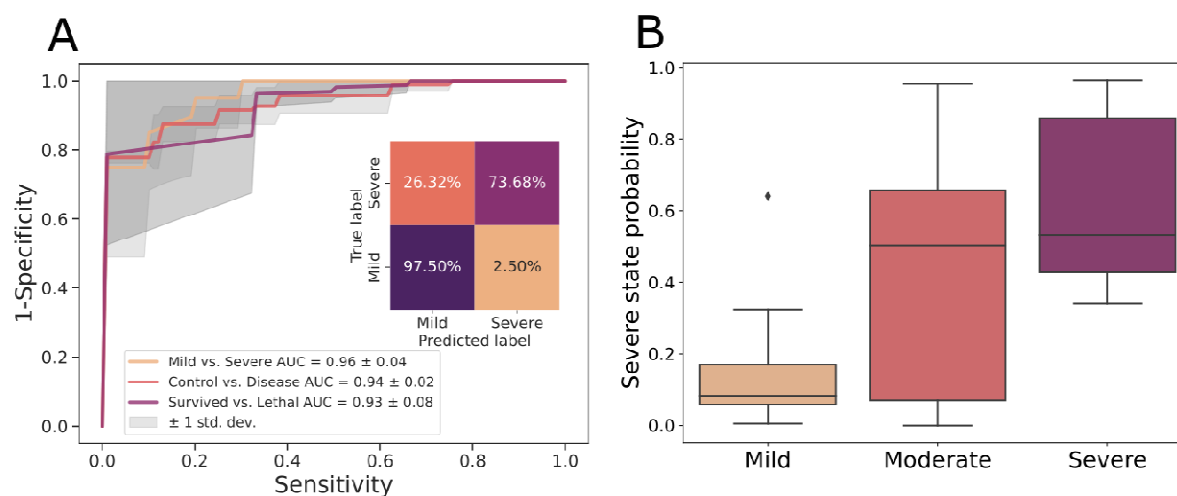 A
1.0
0.8
0.6
0.4
0.2
0.0
1-Specificity
0.0 0.2 0.4 0.6 0.8 1.0
Sensitivity
True label
Severe
Mild
26.32% 73.68%
97.50% 2.50%
Mild Severe
Predicted label
Mild vs. Severe AUC = 0.96 ± 0.04
Control vs. Disease AUC = 0.94 ± 0.02
Survived vs. Lethal AUC = 0.93 ± 0.08
± 1 std. dev.
B
1.0
0.8
0.6
0.4
0.2
0.0
Severe state probability
Mild Moderate Severe